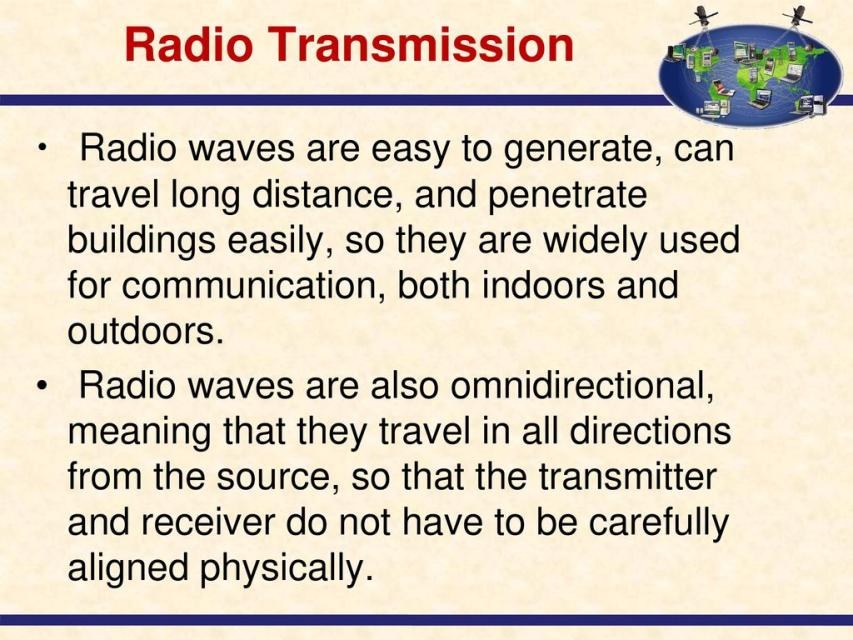 Radio Transmission
• Radio waves are easy to generate, can
travel long distance, and penetrate
buildings easily, so they are widely used
for communication, both indoors and
outdoors.
• Radio waves are also omnidirectional,
meaning that they travel in all directions
from the source, so that the transmitter
and receiver do not have to be carefully
aligned physically.